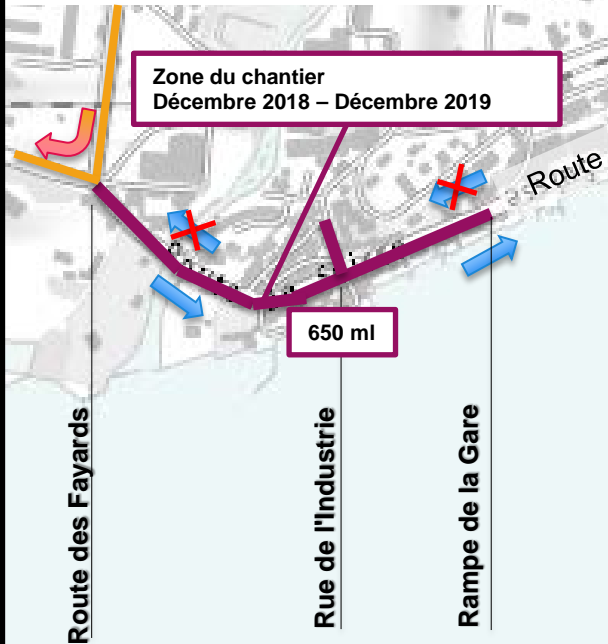 Zone du chantier
Décembre 2018 – Décembre 2019
Route
650 ml
Route des Fayards
Rue de l'Industrie
Rampe de la Gare